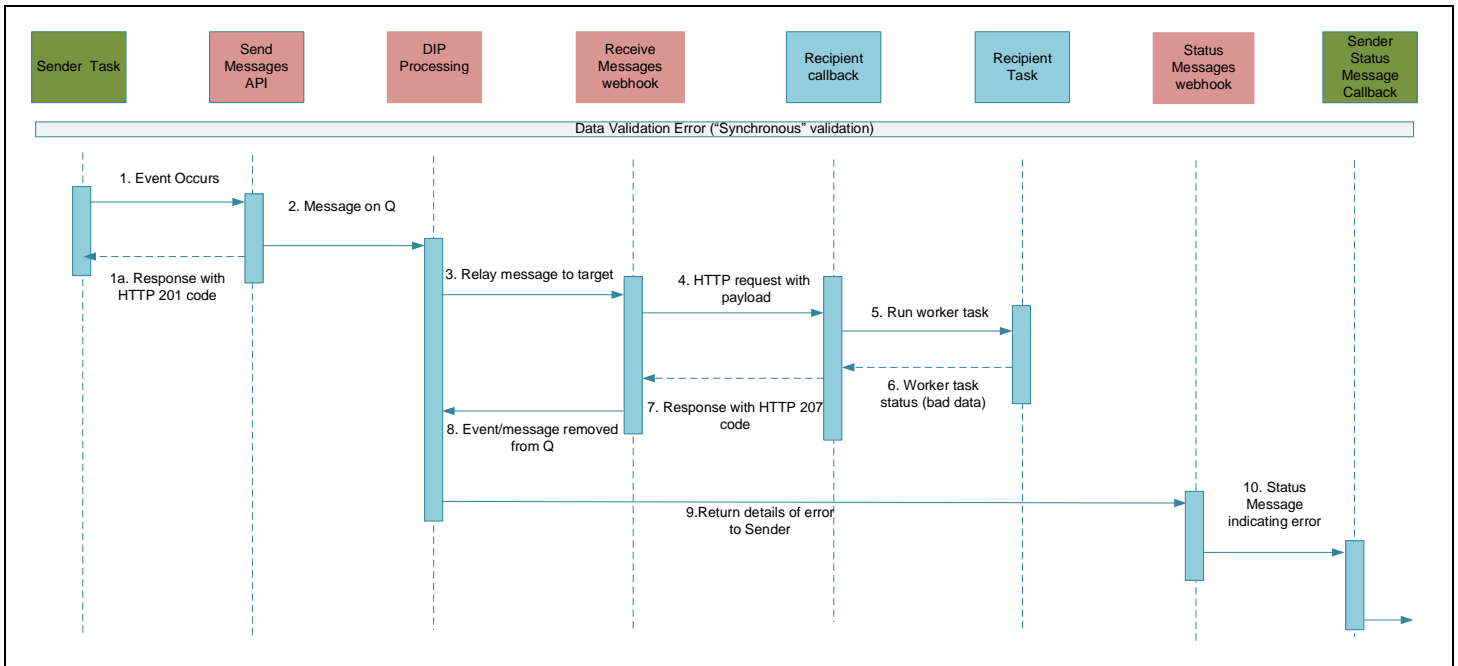 Sender Task
Send
Messages
API
DIP
Processing
Receive
Messages
webhook
Recipient
callback
Recipient
Task
Status
Messages
webhook
Sender
Status
Message
Callback
Data Validation Error (“Synchronous” validation)
1. Event Occurs
2. Message on Q
1a. Response with
HTTP 201 code
3. Relay message to target
4. HTTP request with
payload
5. Run worker task
6. Worker task
status (bad data)
7. Response with HTTP 207
code
8. Event/message removed
from Q
9.Return details of error
to Sender
10. Status
Message
indicating error